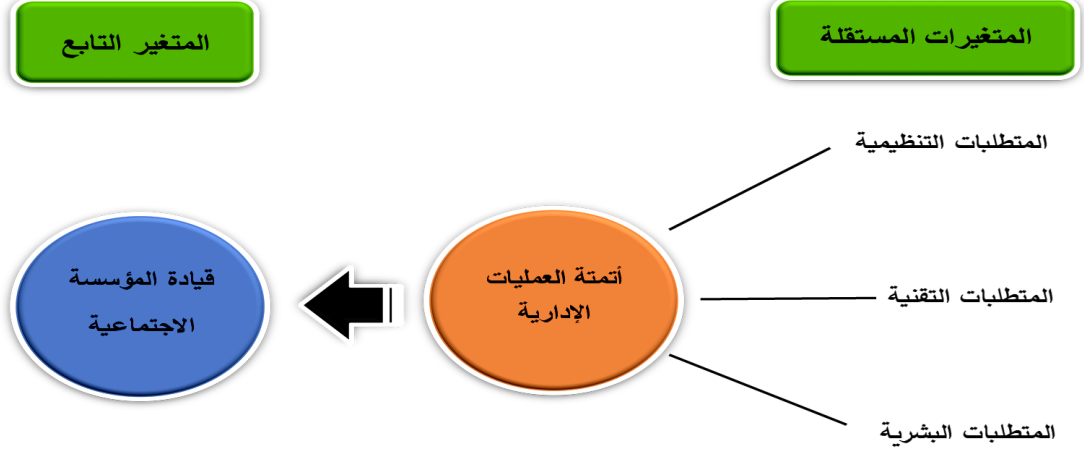 المتغيرات المستقلة
المتغير التابع
المتطلبات التنظيمية
المتطلبات التقنية
المتطلبات البشرية
أتمتة العمليات
الإدارية
قيادة المؤسسة
الاجتماعية